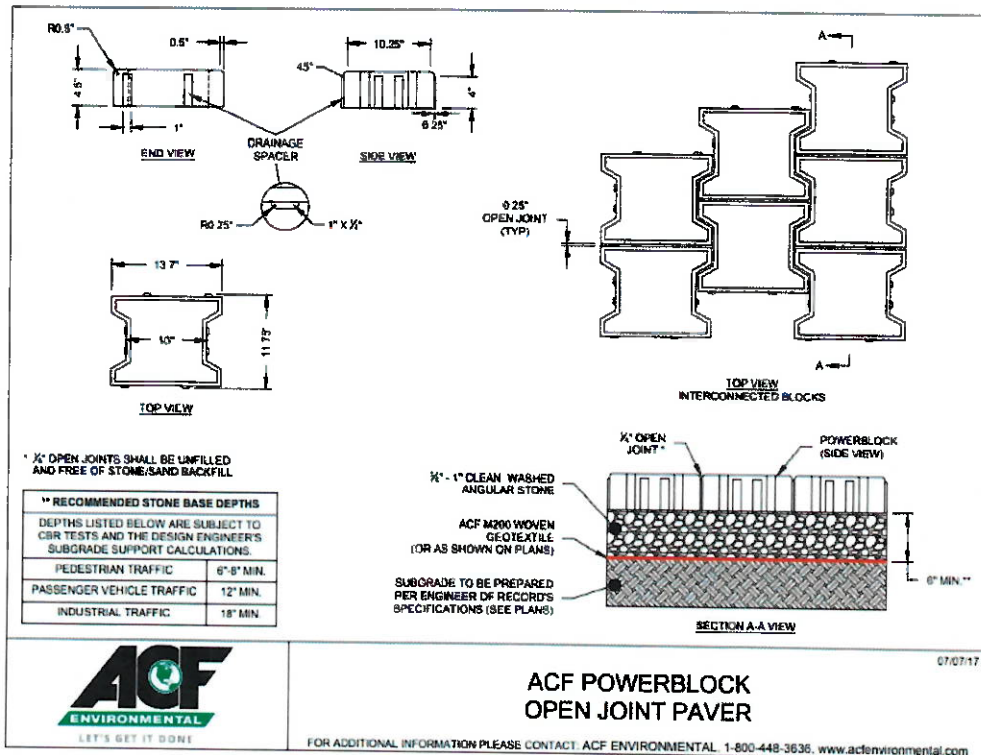 R0.5"
0.5"
4.5"
1"
END VIEW
DRAINAGE
SPACER
10.25"
45°
4"
6.25"
SIDE VIEW
R0.25"
1" X ½"
13.7"
10"
11.75"
TOP VIEW
0.25"
OPEN JOINT
(TYP)
A
A
TOP VIEW
INTERCONNECTED BLOCKS
* ¼" OPEN JOINTS SHALL BE UNFILLED
AND FREE OF STONE/SAND BACKFILL
** RECOMMENDED STONE BASE DEPTHS
DEPTHS LISTED BELOW ARE SUBJECT TO
CBR TESTS AND THE DESIGN ENGINEER'S
SUBGRADE SUPPORT CALCULATIONS.
PEDESTRIAN TRAFFIC 6"-8" MIN.
PASSENGER VEHICLE TRAFFIC 12" MIN.
INDUSTRIAL TRAFFIC 18" MIN.
¼" OPEN
JOINT *
POWERBLOCK
(SIDE VIEW)
- 1" CLEAN WASHED
ANGULAR STONE
ACF M200 WOVEN
GEOTEXTILE
(OR AS SHOWN ON PLANS)
SUBGRADE TO BE PREPARED
PER ENGINEER OF RECORD'S
SPECIFICATIONS (SEE PLANS)
6" MIN.**
SECTION A-A VIEW
07/07/17
ACF
ENVIRONMENTAL
LET'S GET IT DONE
ACF POWERBLOCK
OPEN JOINT PAVER
FOR ADDITIONAL INFORMATION PLEASE CONTACT: ACF ENVIRONMENTAL, 1-800-448-3636, www.acfenvironmental.com